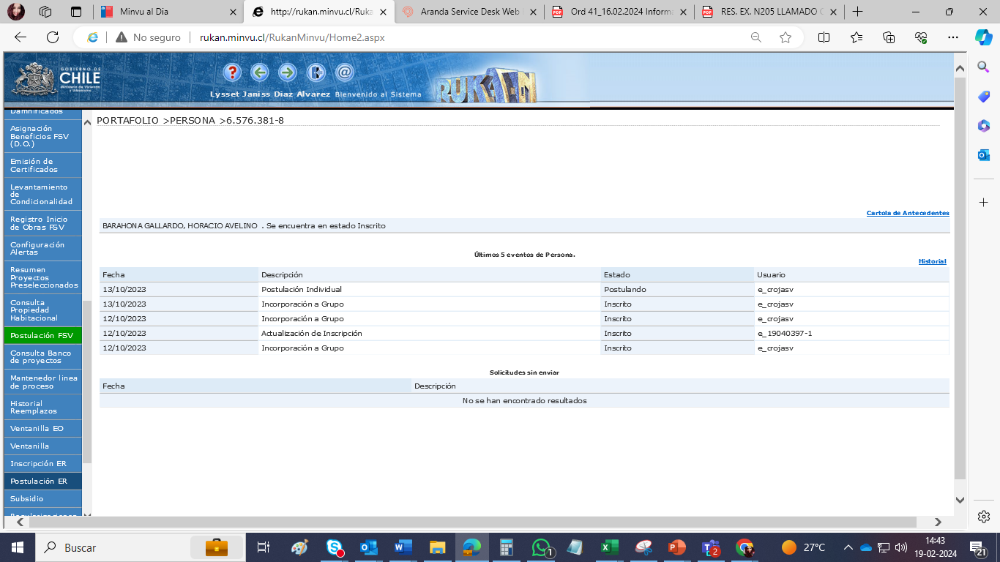 Minvu al Dia
http://rukan.minvu.cl/Ruka
Aranda Service Desk Web
Ord 41_16.02.2024 Informa
RES. EX. N205 LLAMADO
No seguro
rukan.minvu.cl/RukanMinvu/Home2.aspx
GOBIERNO DE
CHILE
Ministerio de Vivienda
y Urbanismo
Lysset Janiss Diaz Alvarez Bienvenido al Sistema
RUKAN
Damnificados
Asignación
Beneficios FSV
(D.O.)
Emisión de
Certificados
Levantamiento
de
Condicionalidad
Registro Inicio
de Obras FSV
Configuración
Alertas
Resumen
Proyectos
Preseleccionados
Consulta
Propiedad
Habitacional
Postulación FSV
Consulta Banco
de proyectos
Mantenedor linea
de proceso
Historial
Reemplazos
Ventanilla EO
Ventanilla
Inscripción ER
Postulación ER
Subsidio
PORTAFOLIO >PERSONA >6.576.381-8
Cartola de Antecedentes
BARAHONA GALLARDO, HORACIO AVELINO . Se encuentra en estado Inscrito
Últimos 5 eventos de Persona.
Historial
Fecha Descripción Estado Usuario
13/10/2023 Postulación Individual Postulando e_crojasv
13/10/2023 Incorporación a Grupo Inscrito e_crojasv
12/10/2023 Incorporación a Grupo Inscrito e_crojasv
12/10/2023 Actualización de Inscripción Inscrito e_19040397-1
12/10/2023 Incorporación a Grupo Inscrito e_crojasv
Solicitudes sin enviar
Fecha Descripción
No se han encontrado resultados
Buscar
1
2
27°C
14:43
19-02-2024
21